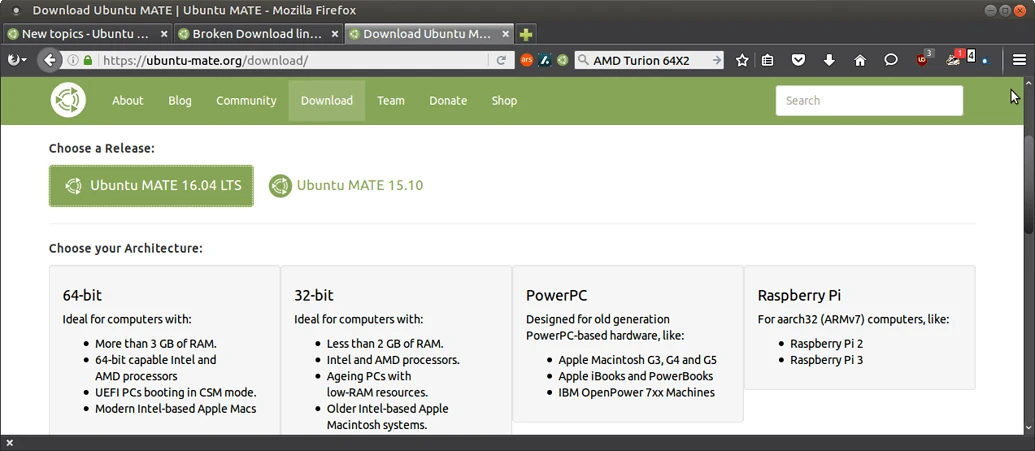 Download Ubuntu MATE | Ubuntu MATE - Mozilla Firefox
New topics - Ubuntu ...
Broken Download lin...
Download Ubuntu M...
https://ubuntu-mate.org/download/
ars
AMD Turion 64X2
3
1
4
About
Blog
Community
Download
Team
Donate
Shop
Search
Choose a Release:
Ubuntu MATE 16.04 LTS
Ubuntu MATE 15.10
Choose your Architecture:
64-bit
Ideal for computers with:
More than 3 GB of RAM.
64-bit capable Intel and
AMD processors
UEFI PCs booting in CSM mode.
Modern Intel-based Apple Macs
32-bit
Ideal for computers with:
Less than 2 GB of RAM.
Intel and AMD processors.
Ageing PCs with
low-RAM resources.
Older Intel-based Apple
Macintosh systems.
PowerPC
Designed for old generation
PowerPC-based hardware, like:
Apple Macintosh G3, G4 and G5
Apple iBooks and PowerBooks
IBM OpenPower 7xx Machines
Raspberry Pi
For aarch32 (ARMv7) computers, like:
Raspberry Pi 2
Raspberry Pi 3